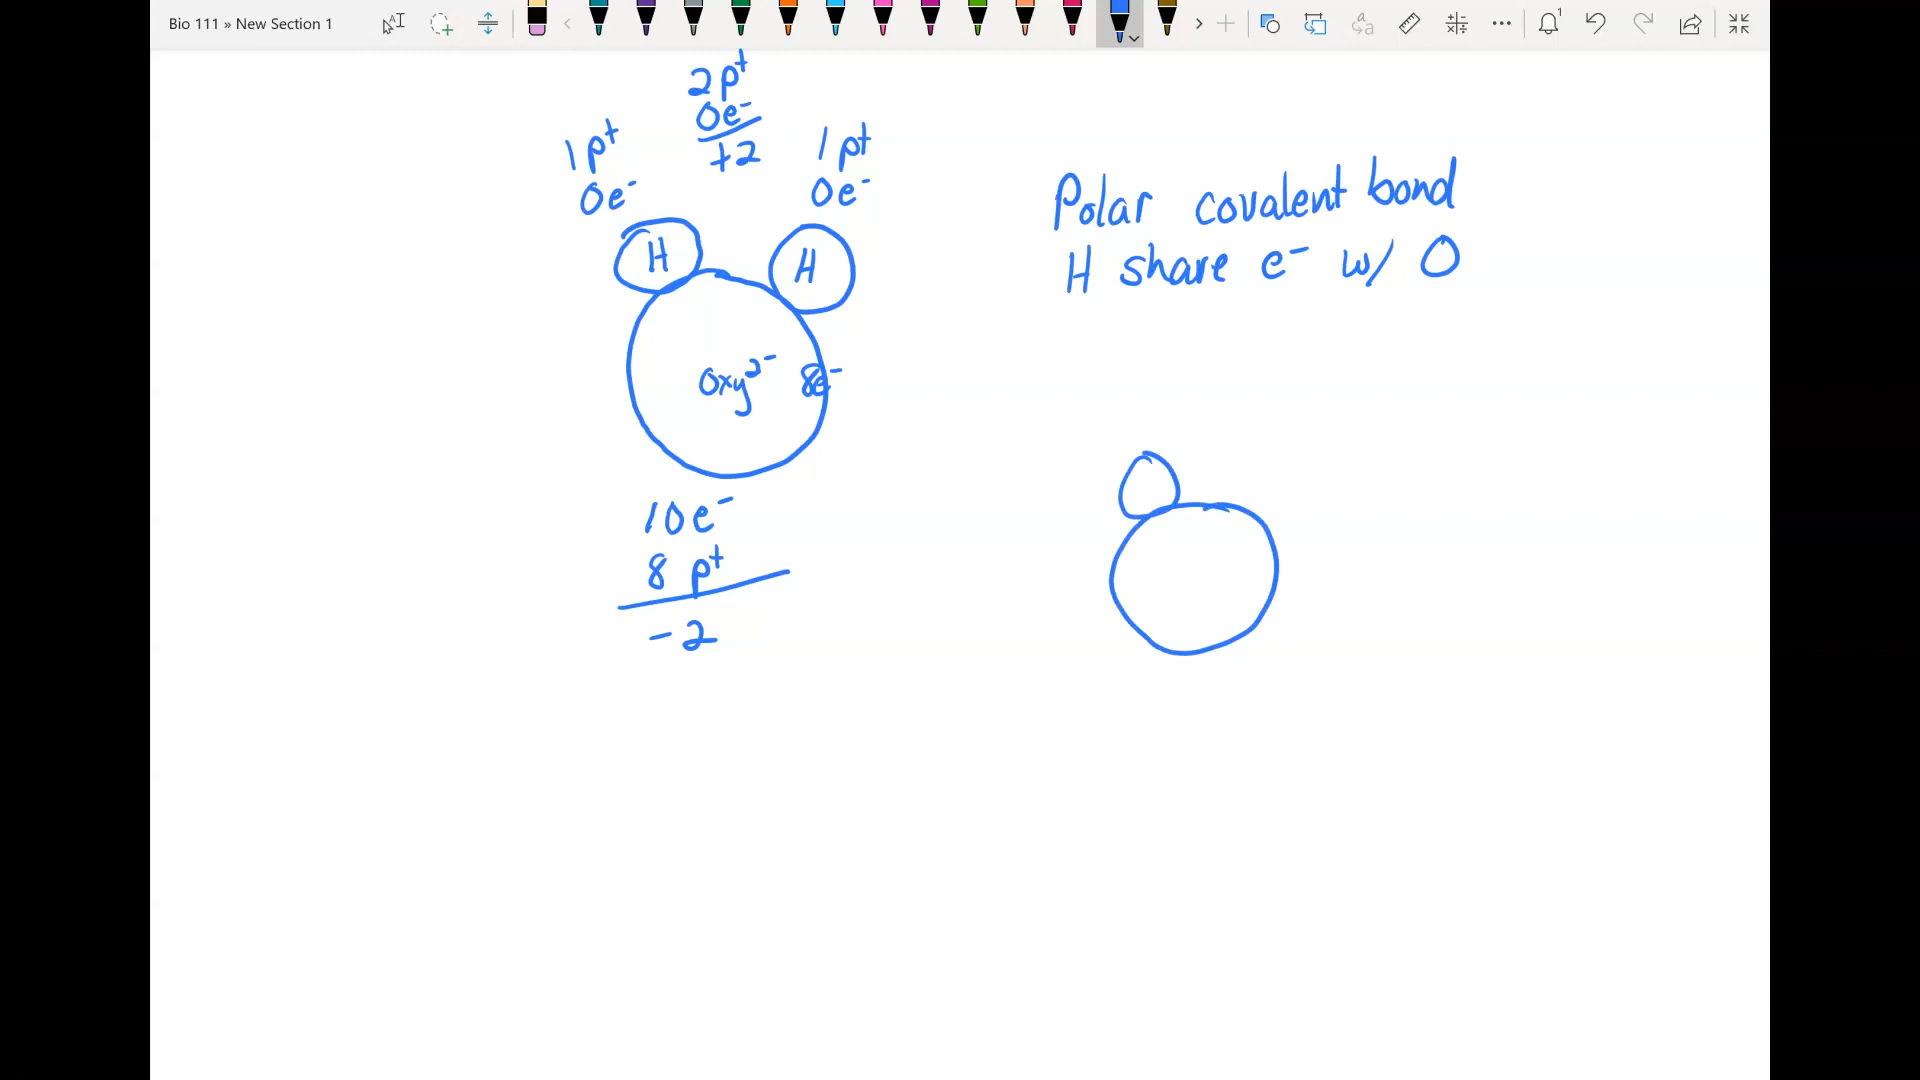 Bio 111 » New Section 1
2p⁺
0e⁻
+2
1p⁺
0e⁻
1p⁺
0e⁻
H
H
Oxy²⁻
8e⁻
10e⁻
8 p⁺
-2
Polar covalent bond
H share e⁻ w/ O